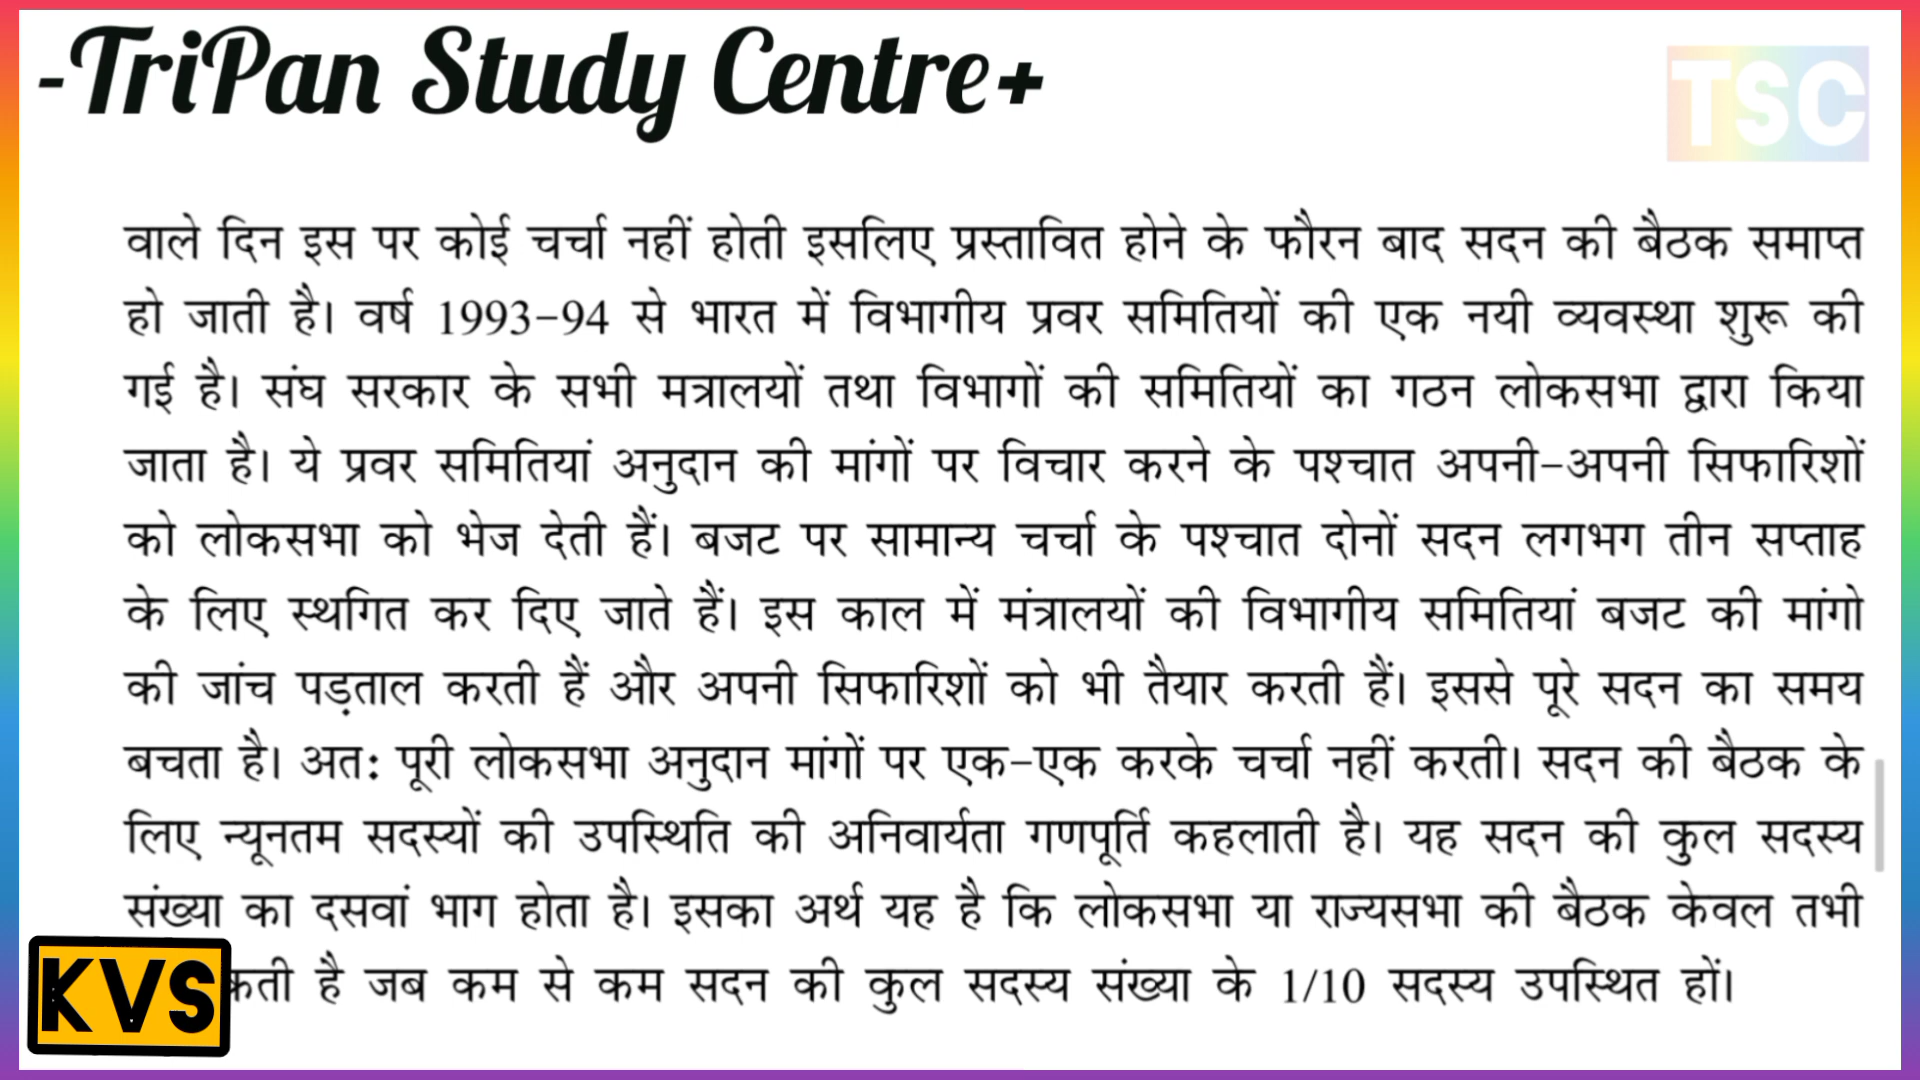 -TriPan Study Centre+
TSC
वाले दिन इस पर कोई चर्चा नहीं होती इसलिए प्रस्तावित होने के फौरन बाद सदन की बैठक समाप्त
हो जाती है। वर्ष 1993-94 से भारत में विभागीय प्रवर समितियों की एक नयी व्यवस्था शुरू की
गई है। संघ सरकार के सभी मत्रालयों तथा विभागों की समितियों का गठन लोकसभा द्वारा किया
जाता है। ये प्रवर समितियां अनुदान की मांगों पर विचार करने के पश्चात अपनी-अपनी सिफारिशों
को लोकसभा को भेज देती हैं। बजट पर सामान्य चर्चा के पश्चात दोनों सदन लगभग तीन सप्ताह
के लिए स्थगित कर दिए जाते हैं। इस काल में मंत्रालयों की विभागीय समितियां बजट की मांगो
की जांच पड़ताल करती हैं और अपनी सिफारिशों को भी तैयार करती हैं। इससे पूरे सदन का समय
बचता है। अतः पूरी लोकसभा अनुदान मांगों पर एक-एक करके चर्चा नहीं करती। सदन की बैठक के
लिए न्यूनतम सदस्यों की उपस्थिति की अनिवार्यता गणपूर्ति कहलाती है। यह सदन की कुल सदस्य
संख्या का दसवां भाग होता है। इसका अर्थ यह है कि लोकसभा या राज्यसभा की बैठक केवल तभी
है जब कम से कम सदन की कुल सदस्य संख्या के 1/10 सदस्य उपस्थित हों।
KVS